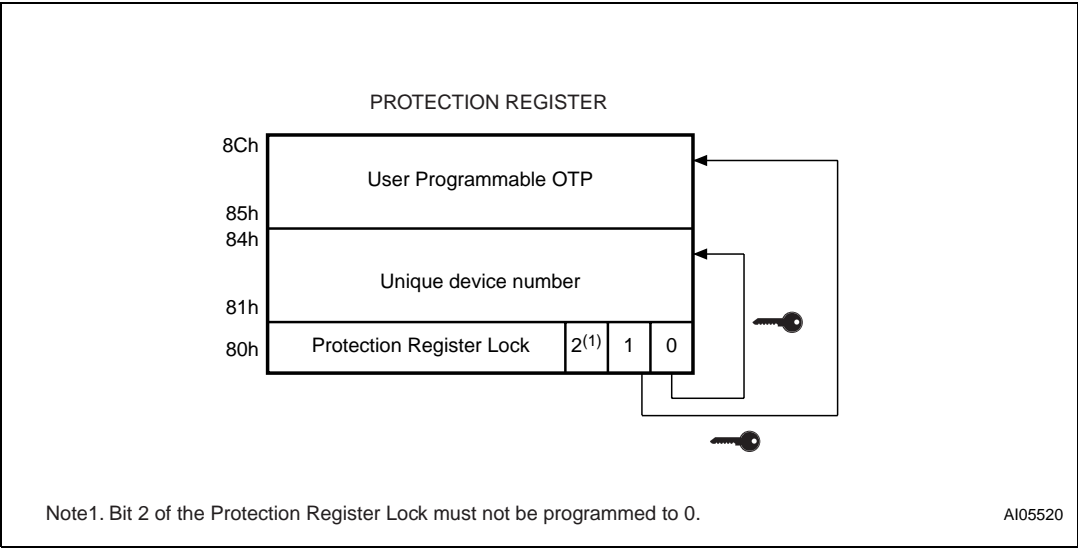 PROTECTION REGISTER
8Ch
User Programmable OTP
85h
84h
Unique device number
81h
80h Protection Register Lock 2(1) 1 0
Note1. Bit 2 of the Protection Register Lock must not be programmed to 0.
AI05520